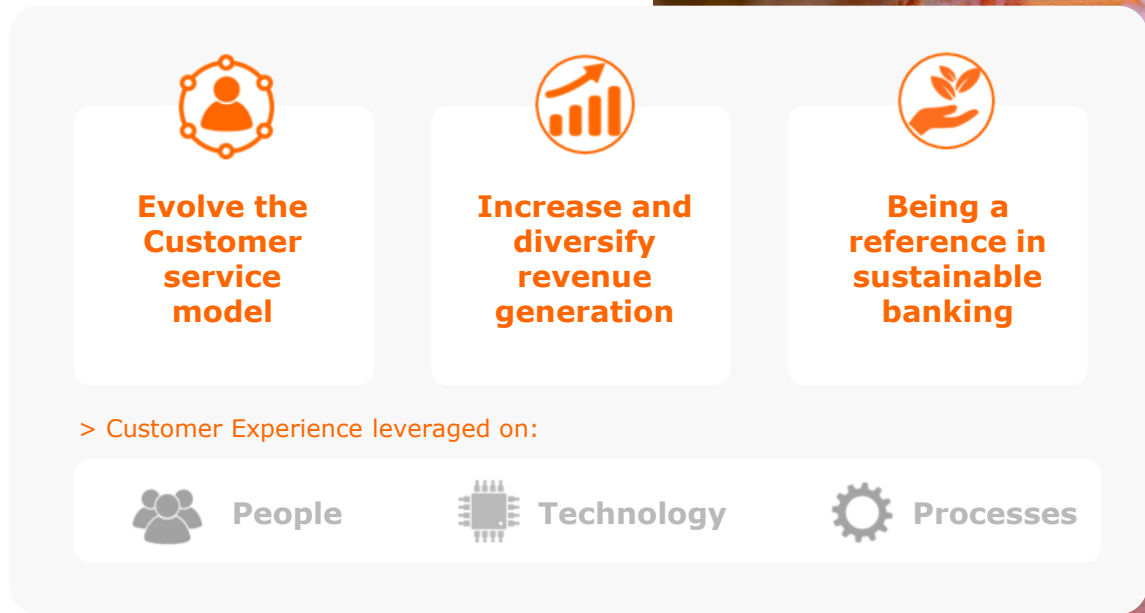 Evolve the
Customer
service
model
Increase and
diversify
revenue
generation
Being a
reference in
sustainable
banking
> Customer Experience leveraged on:
People
Technology
Processes